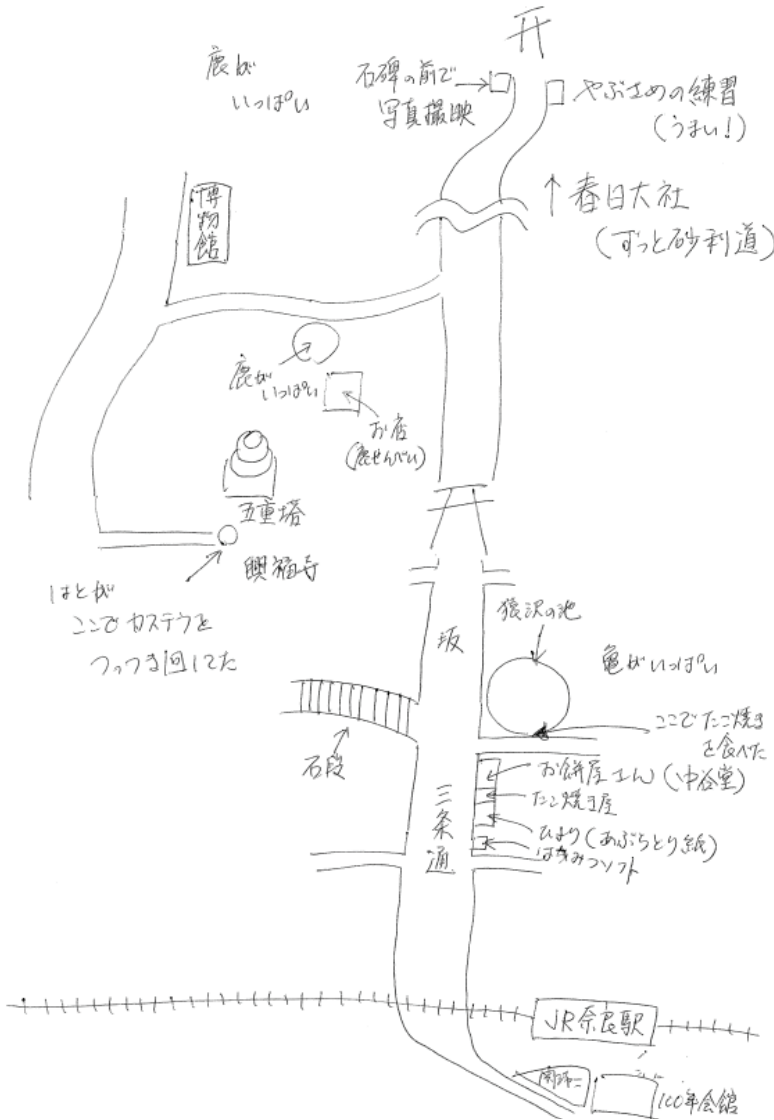 鹿が
いっぱい
石碑の前で
写真撮映
やぶさめの練習
(うまい!)
↑春日大社
(ずっと砂利道)
博物館
鹿が
いっぱい
お店
(鹿せんべい)
五重塔
興福寺
はとが
ここでカステラを
つっつき回してた
坂
猿沢の池
亀がいっぱい
ここでたこ焼き
を食べた
石段
三条通
お餅屋さん(中谷堂)
たこ焼き屋
ひより(あぶらとり紙)
はちみつソフト
JR奈良駅
100年会館